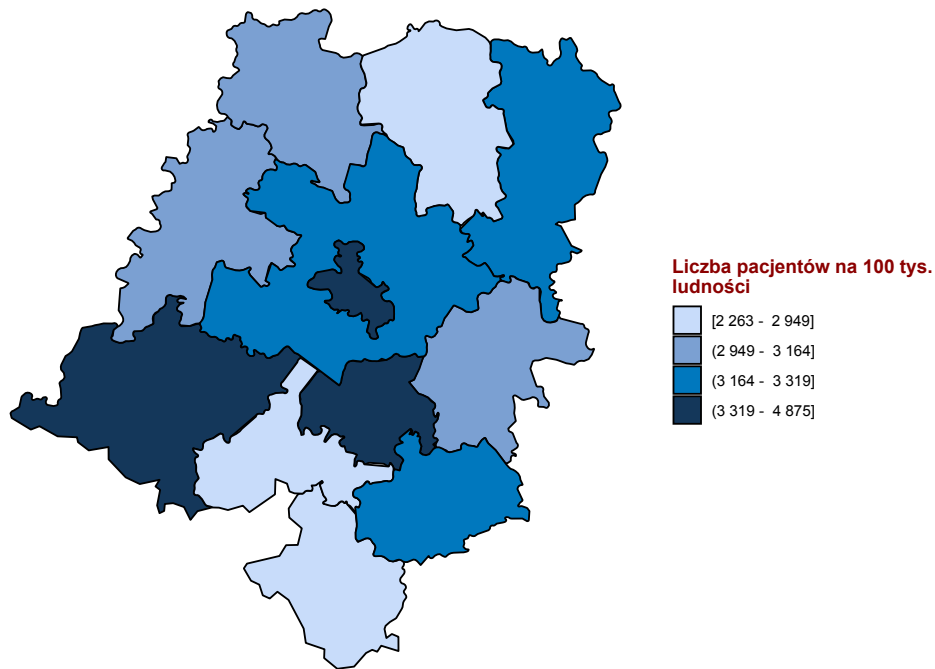 Liczba pacjentów na 100 tys.
ludności
[2 263 - 2 949]
(2 949 - 3 164]
(3 164 - 3 319]
(3 319 - 4 875]